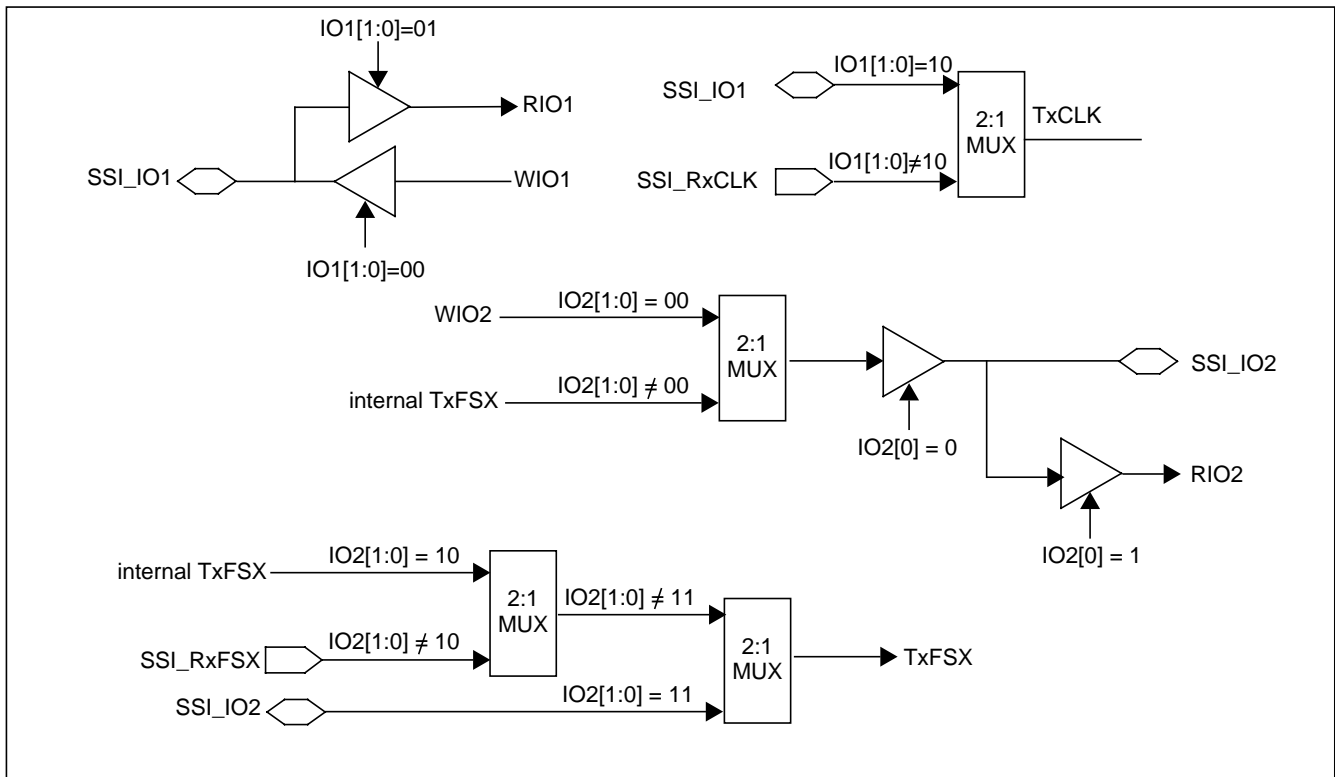 IO1[1:0]=01
RIO1
SSI_IO1
WIO1
IO1[1:0]=00
SSI_IO1
IO1[1:0]=10
2:1
MUX
TxCLK
SSI_RxCLK
IO1[1:0]≠10
WIO2
IO2[1:0] = 00
2:1
MUX
internal TxFSX
IO2[1:0] ≠ 00
IO2[0] = 0
SSI_IO2
RIO2
IO2[0] = 1
internal TxFSX
IO2[1:0] = 10
2:1
MUX
SSI_RxFSX
IO2[1:0] ≠ 10
IO2[1:0] ≠ 11
2:1
MUX
TxFSX
SSI_IO2
IO2[1:0] = 11